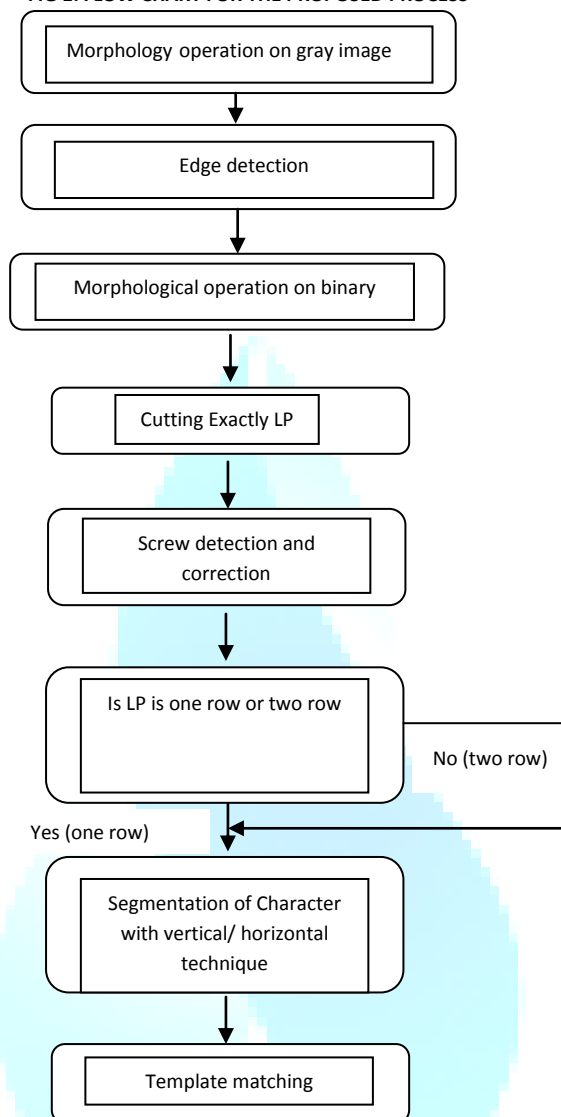 Morphology operation on gray image
Edge detection
Morphological operation on binary
Cutting Exactly LP
Screw detection and
correction
Is LP is one row or two row
No (two row)
Yes (one row)
Segmentation of Character
with vertical/ horizontal
technique
Template matching